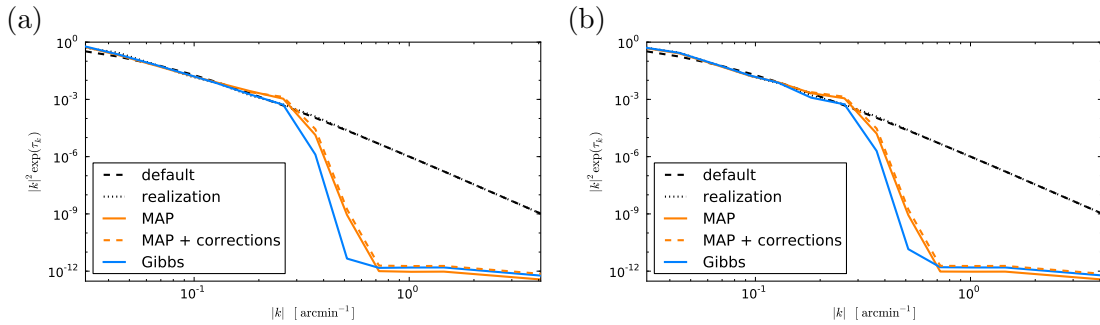 (a)
10^0
10^-3
10^-6
10^-9
10^-12
|k|^2 exp(τ_k)
default
realization
MAP
MAP + corrections
Gibbs
10^-1
10^0
|k| [ arcmin^-1 ]
(b)
10^0
10^-3
10^-6
10^-9
10^-12
|k|^2 exp(τ_k)
default
realization
MAP
MAP + corrections
Gibbs
10^-1
10^0
|k| [ arcmin^-1 ]